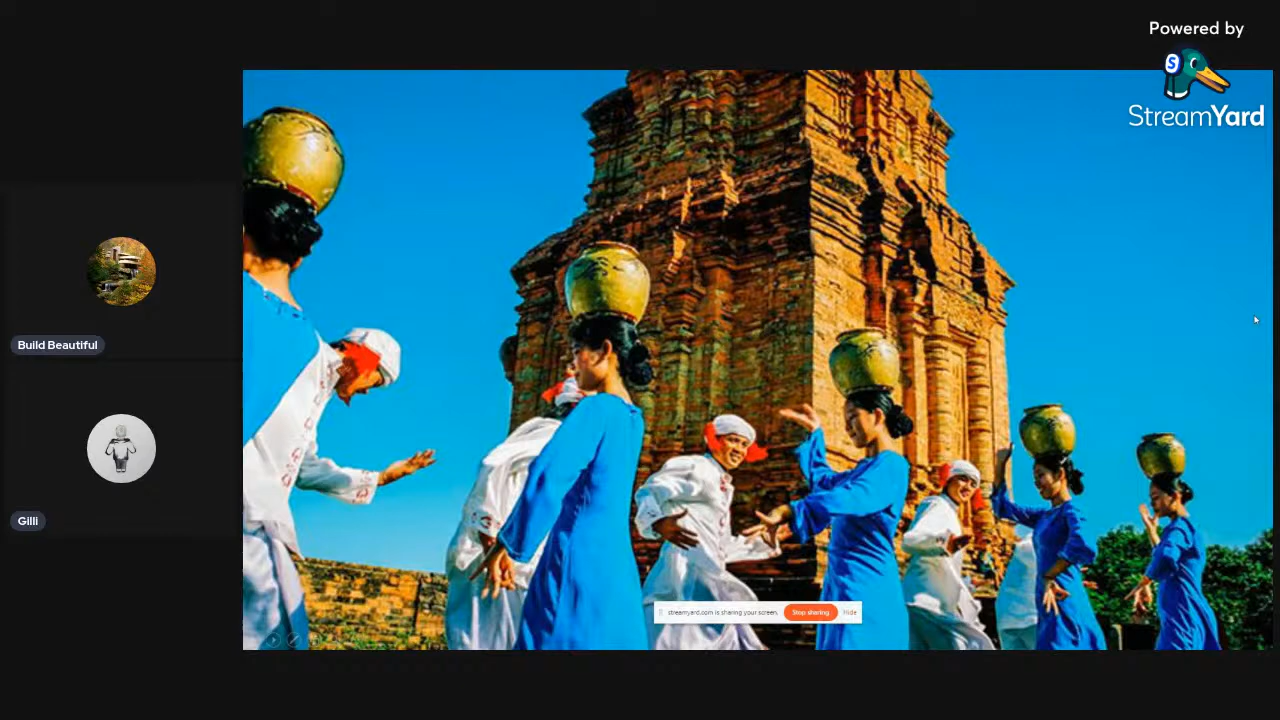 Powered by
S
StreamYard
Build Beautiful
streamyard.com is sharing your screen.
Stop sharing
Hide
Gilli